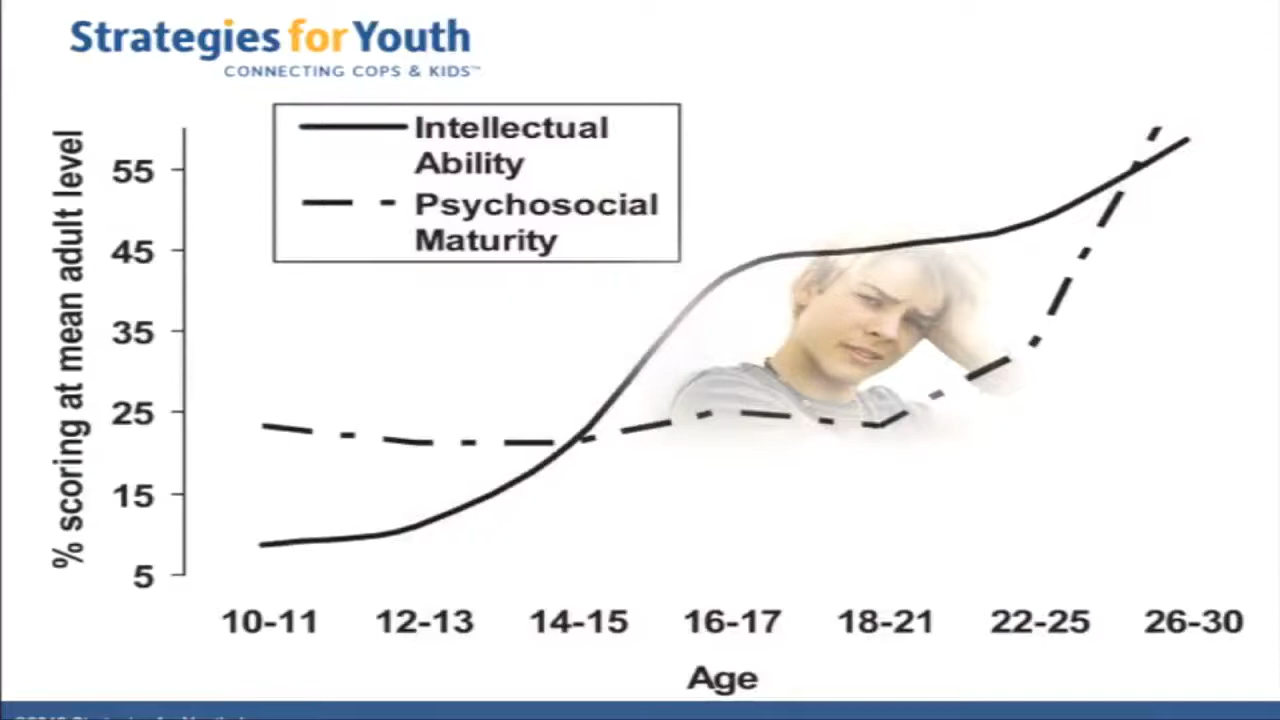 Strategies for Youth
CONNECTING COPS & KIDS™
Intellectual
Ability
Psychosocial
Maturity
% scoring at mean adult level
55
45
35
25
15
5
10-11 12-13 14-15 16-17 18-21 22-25 26-30
Age